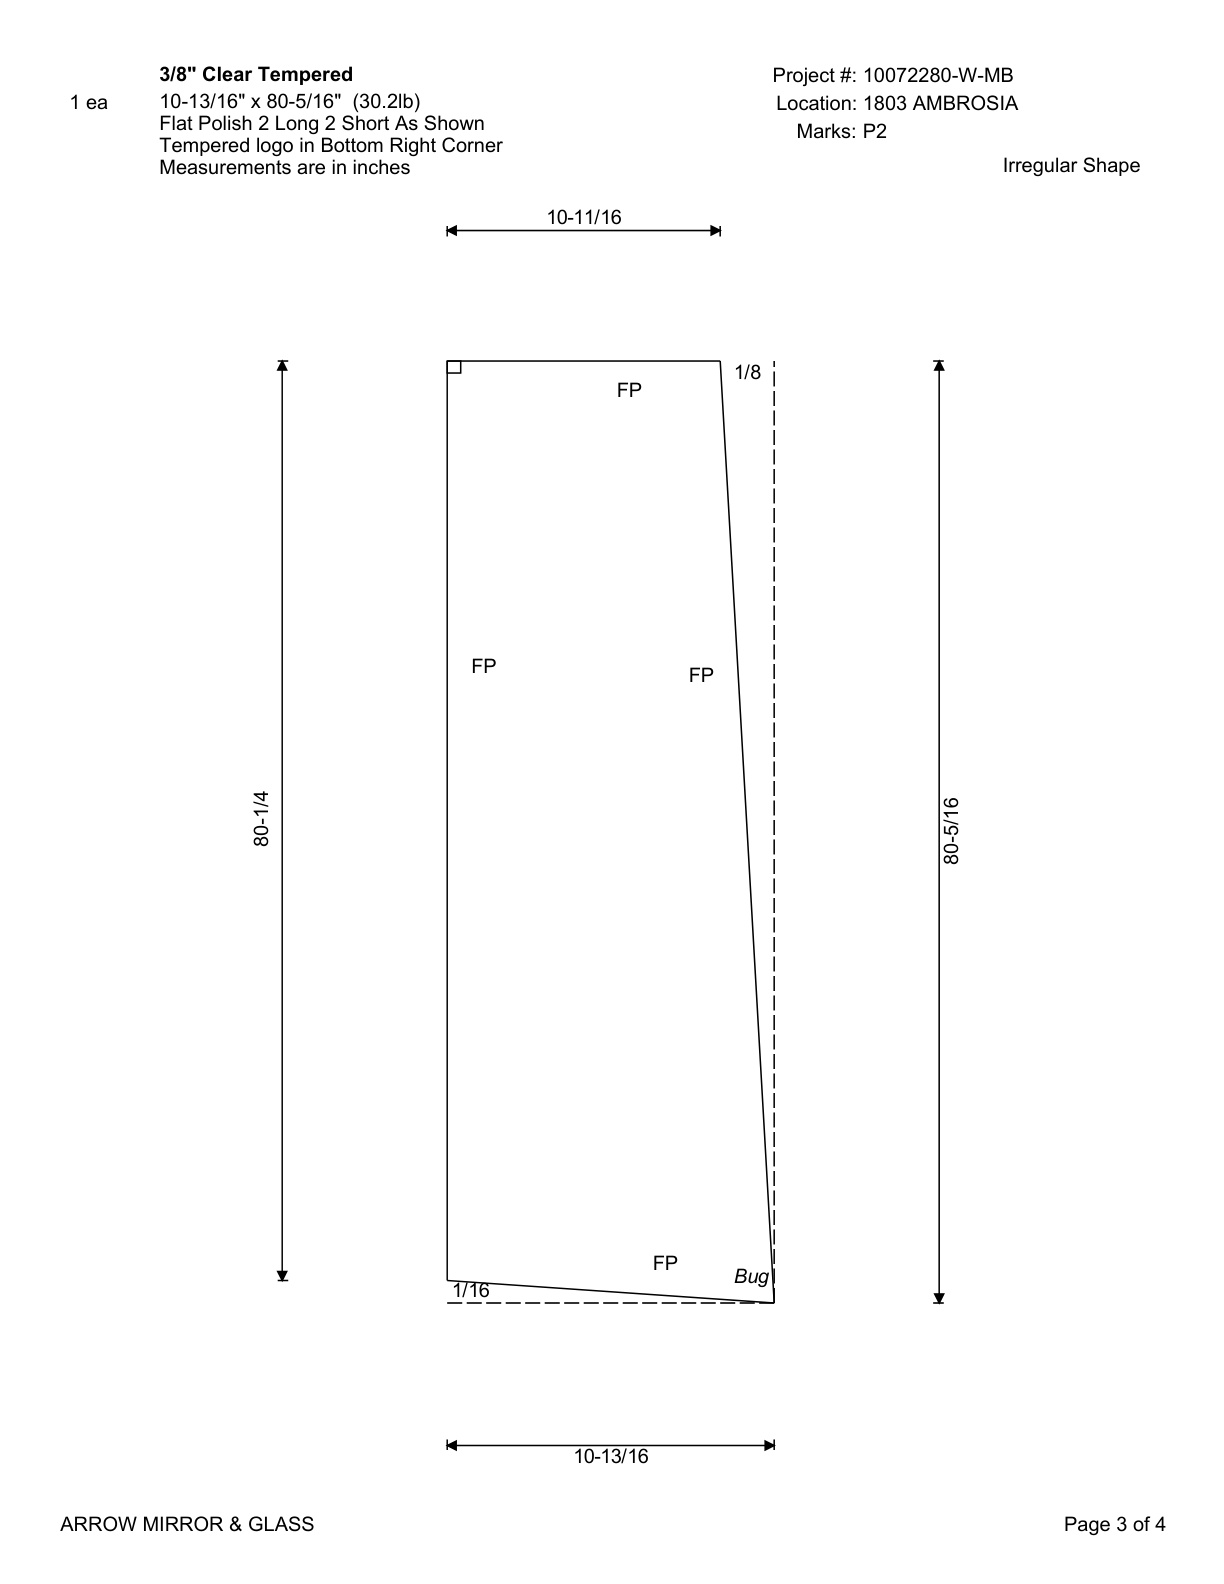 3/8" Clear Tempered
1 ea
10-13/16" x 80-5/16" (30.2lb)
Flat Polish 2 Long 2 Short As Shown
Tempered logo in Bottom Right Corner
Measurements are in inches
Project #: 10072280-W-MB
Location: 1803 AMBROSIA
Marks: P2
Irregular Shape
10-11/16
1/8
FP
FP
FP
80-1/4
80-5/16
FP
Bug
1/16
10-13/16
ARROW MIRROR & GLASS
Page 3 of 4